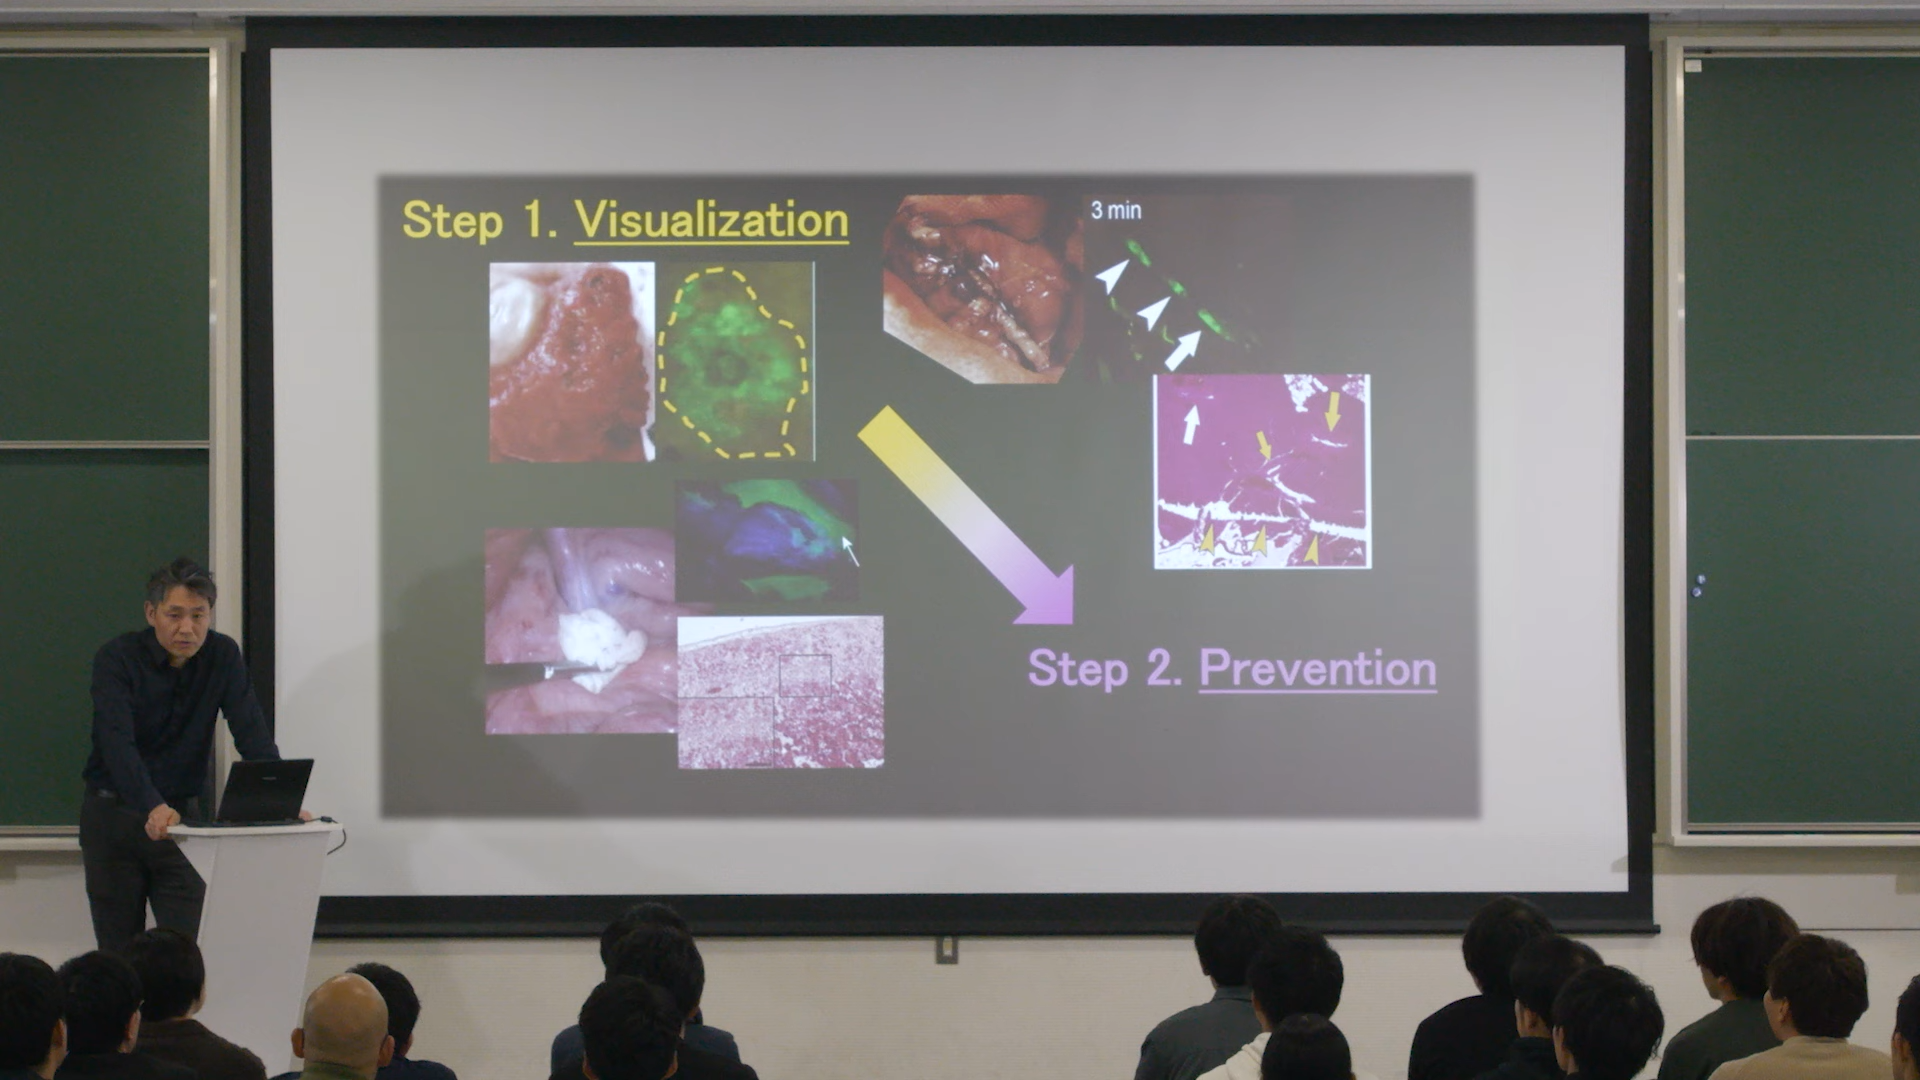 Step 1. Visualization
3 min
Step 2. Prevention